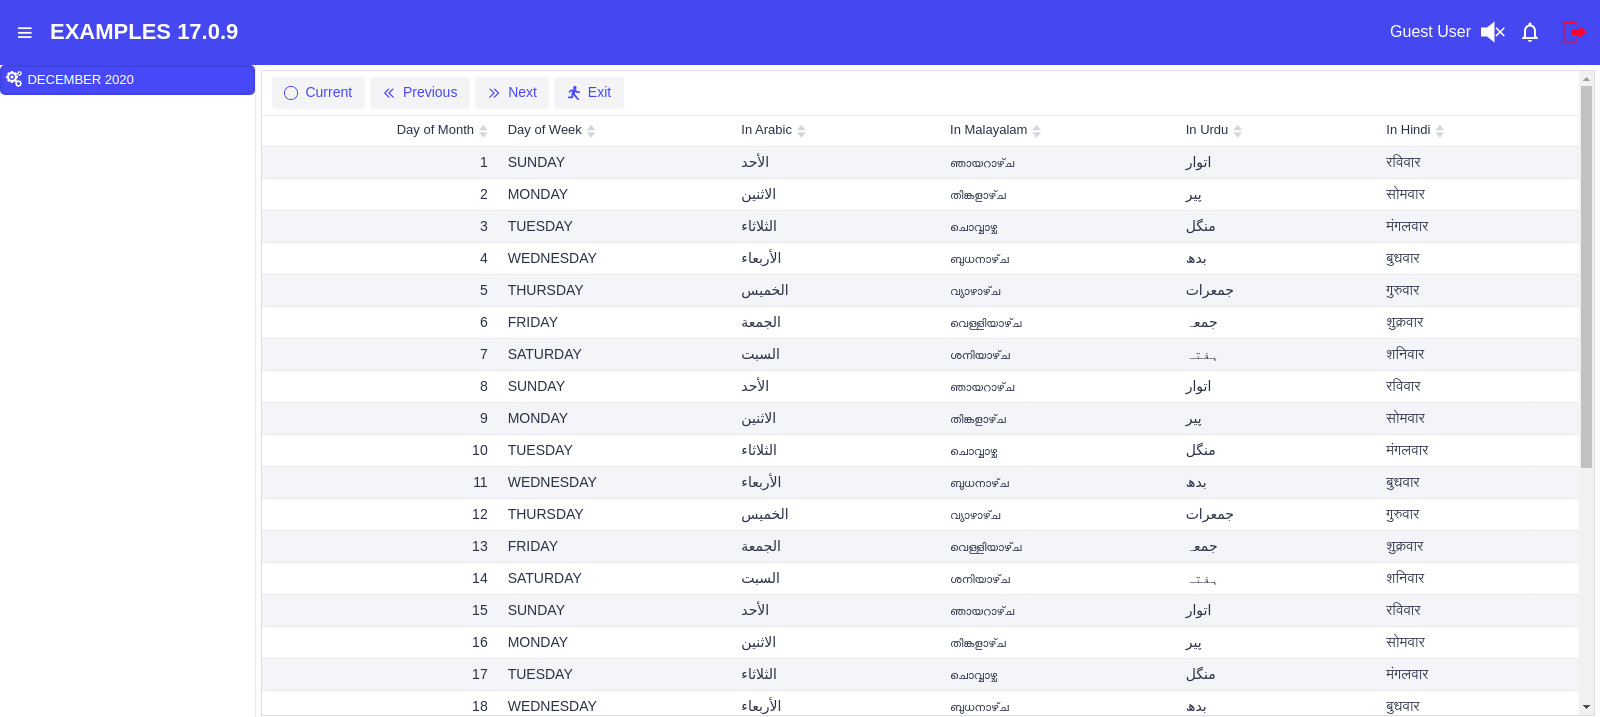 EXAMPLES 17.0.9 Guest User
DECEMBER 2020
Current Previous Next Exit
Day of Month Day of Week In Arabic In Malayalam In Urdu In Hindi
1 SUNDAY الأحد ഞായറാഴ്ച اتوار रविवार
2 MONDAY الاثنين തിങ്കളാഴ്ച پیر सोमवार
3 TUESDAY الثلاثاء ചൊവ്വാഴ്ച منگل मंगलवार
4 WEDNESDAY الأربعاء ബുധനാഴ്ച بدھ बुधवार
5 THURSDAY الخميس വ്യാഴാഴ്ച جمعرات गुरुवार
6 FRIDAY الجمعة വെള്ളിയാഴ്ച جمعہ शुक्रवार
7 SATURDAY السبت ശനിയാഴ്ച ہفتہ शनिवार
8 SUNDAY الأحد ഞായറാഴ്ച اتوار रविवार
9 MONDAY الاثنين തിങ്കളാഴ്ച پیر सोमवार
10 TUESDAY الثلاثاء ചൊവ്വാഴ്ച منگل मंगलवार
11 WEDNESDAY الأربعاء ബുധനാഴ്ച بدھ बुधवार
12 THURSDAY الخميس വ്യാഴാഴ്ച جمعرات गुरुवार
13 FRIDAY الجمعة വെള്ളിയാഴ്ച جمعہ शुक्रवार
14 SATURDAY السبت ശനിയാഴ്ച ہفتہ शनिवार
15 SUNDAY الأحد ഞായറാഴ്ച اتوار रविवार
16 MONDAY الاثنين തിങ്കളാഴ്ച پیر सोमवार
17 TUESDAY الثلاثاء ചൊവ്വാഴ്ച منگل मंगलवार
18 WEDNESDAY الأربعاء ബുധനാഴ്ച بدھ बुधवार